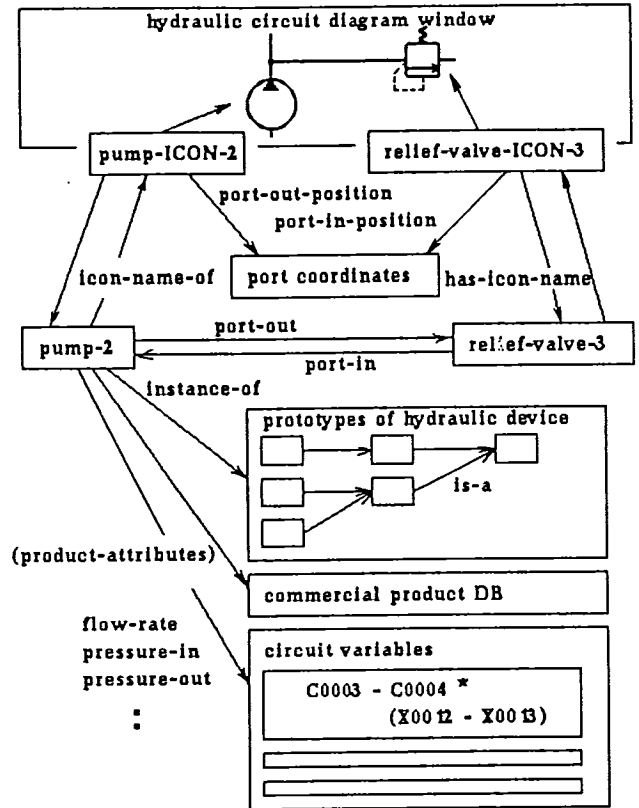 hydraulic circuit diagram window
pump-ICON-2
relief-valve-ICON-3
port-out-position
port-in-position
icon-name-of
port coordinates
has-icon-name
pump-2
port-out
port-in
relief-valve-3
instance-of
prototypes of hydraulic device
is-a
(product-attributes)
commercial product DB
flow-rate
pressure-in
pressure-out
:
circuit variables
C0003 - C0004 *
(X0012 - X0013)